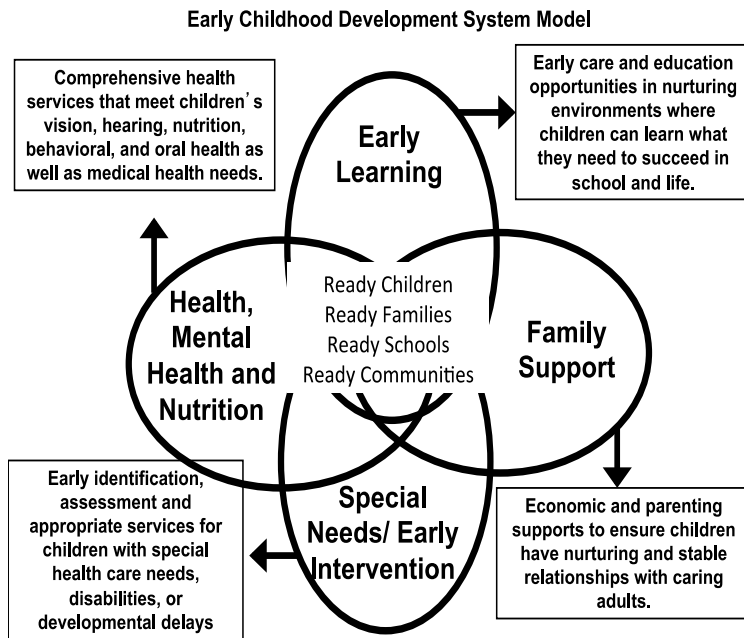 Early Childhood Development System Model
Comprehensive health
services that meet children's
vision, hearing, nutrition,
behavioral, and oral health as
well as medical health needs.
Early care and education
opportunities in nurturing
environments where
children can learn what
they need to succeed in
school and life.
Early
Learning
Health,
Mental
Health and
Nutrition
Ready Children
Ready Families
Ready Schools
Ready Communities
Family
Support
Early identification,
assessment and
appropriate services for
children with special
health care needs,
disabilities, or
developmental delays
Special
Needs/ Early
Intervention
Economic and parenting
supports to ensure children
have nurturing and stable
relationships with caring
adults.